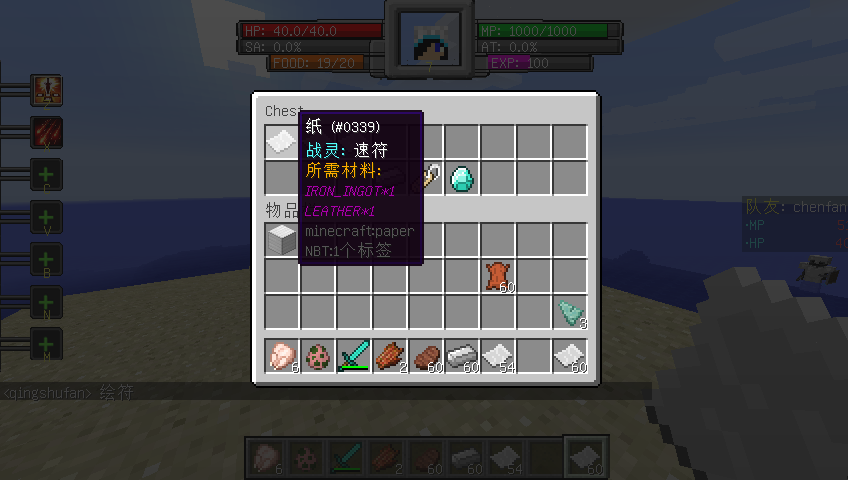 HP: 40.0/40.0
MP: 1000/1000
SA: 0.0%
AT: 0.0%
FOOD: 19/20
EXP: 100
Z
X
C
V
B
N
M
Chest
纸 (#0339)
战灵: 速符
所需材料:
IRON_INGOT*1
LEATHER*1
minecraft:paper
NBT:1个标签
物品
队友: chenfan
·MP
·HP
60
3
6
2
60
60
54
60
<qingshufan> 绘符
6
2
60
60
54
60